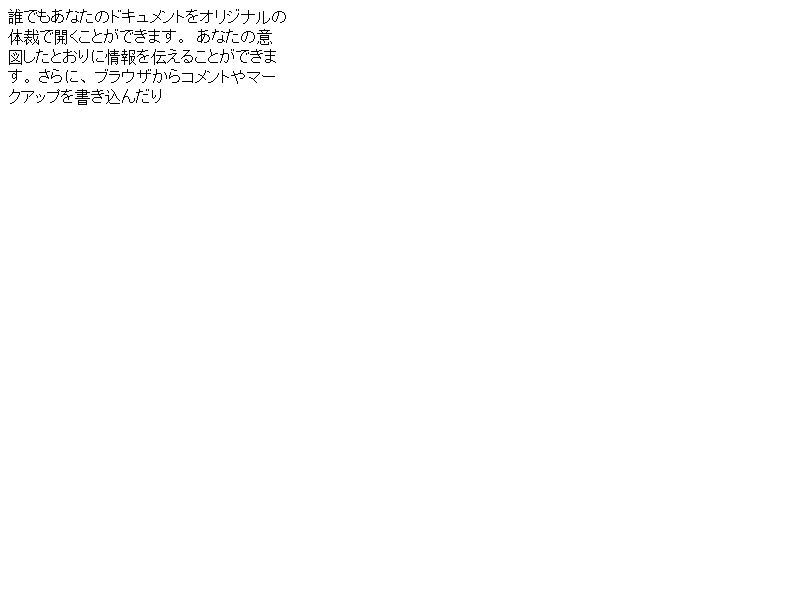 誰でもあなたのドキュメントをオリジナルの
体裁で開くことができます。 あなたの意
図したとおりに情報を伝えることができま
す。さらに、ブラウザからコメントやマー
クアップを書き込んだり